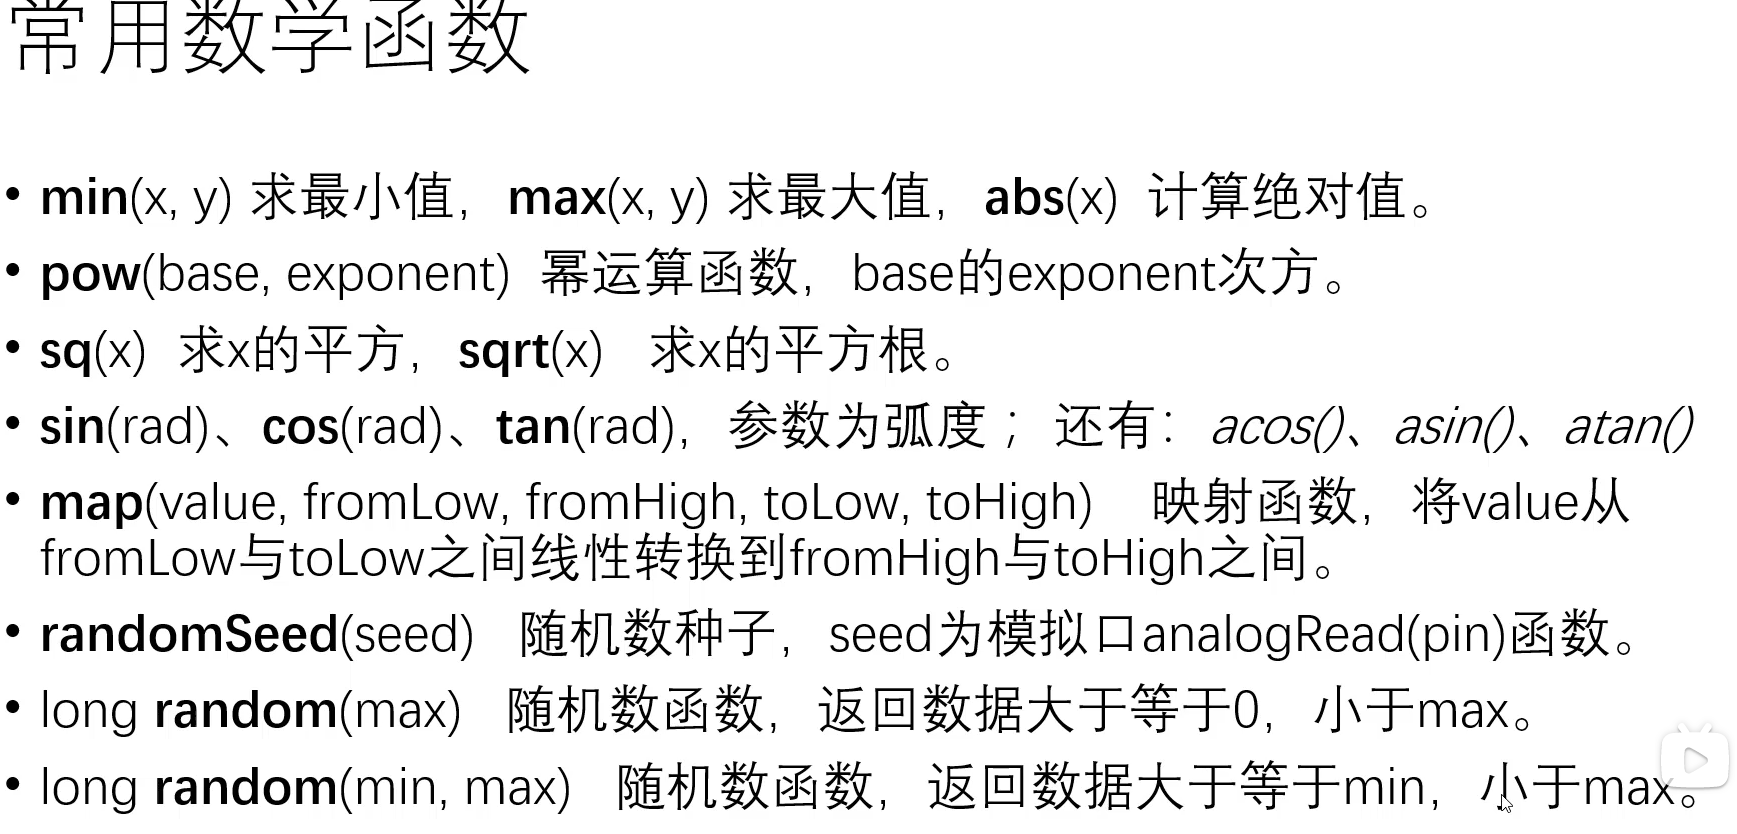 常用数学函数
• min(x, y) 求最小值，max(x, y) 求最大值，abs(x) 计算绝对值。
• pow(base, exponent) 幂运算函数，base的exponent次方。
• sq(x) 求x的平方，sqrt(x) 求x的平方根。
• sin(rad)、cos(rad)、tan(rad)，参数为弧度；还有：acos()、asin()、atan()
• map(value, fromLow, fromHigh, toLow, toHigh) 映射函数，将value从
fromLow与toLow之间线性转换到fromHigh与toHigh之间。
• randomSeed(seed) 随机数种子，seed为模拟口analogRead(pin)函数。
• long random(max) 随机数函数，返回数据大于等于0，小于max。
• long random(min, max) 随机数函数，返回数据大于等于min，小于max。